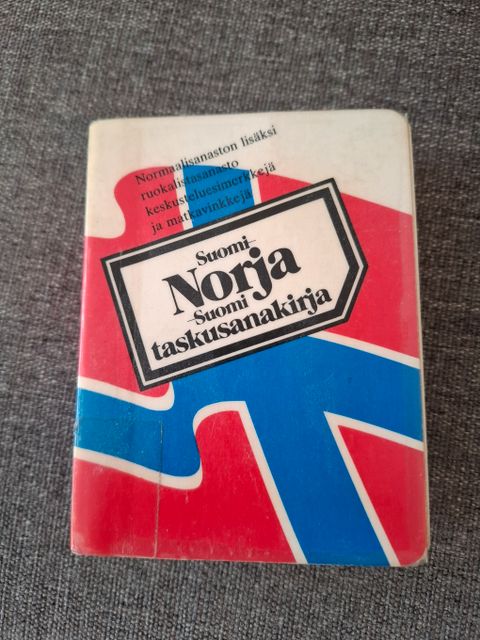 Normaalisanaston lisäksi
ruokalistasanasto
keskusteluesimerkkejä
ja matkavinkkejä
Suomi–
Norja
–Suomi
taskusanakirja